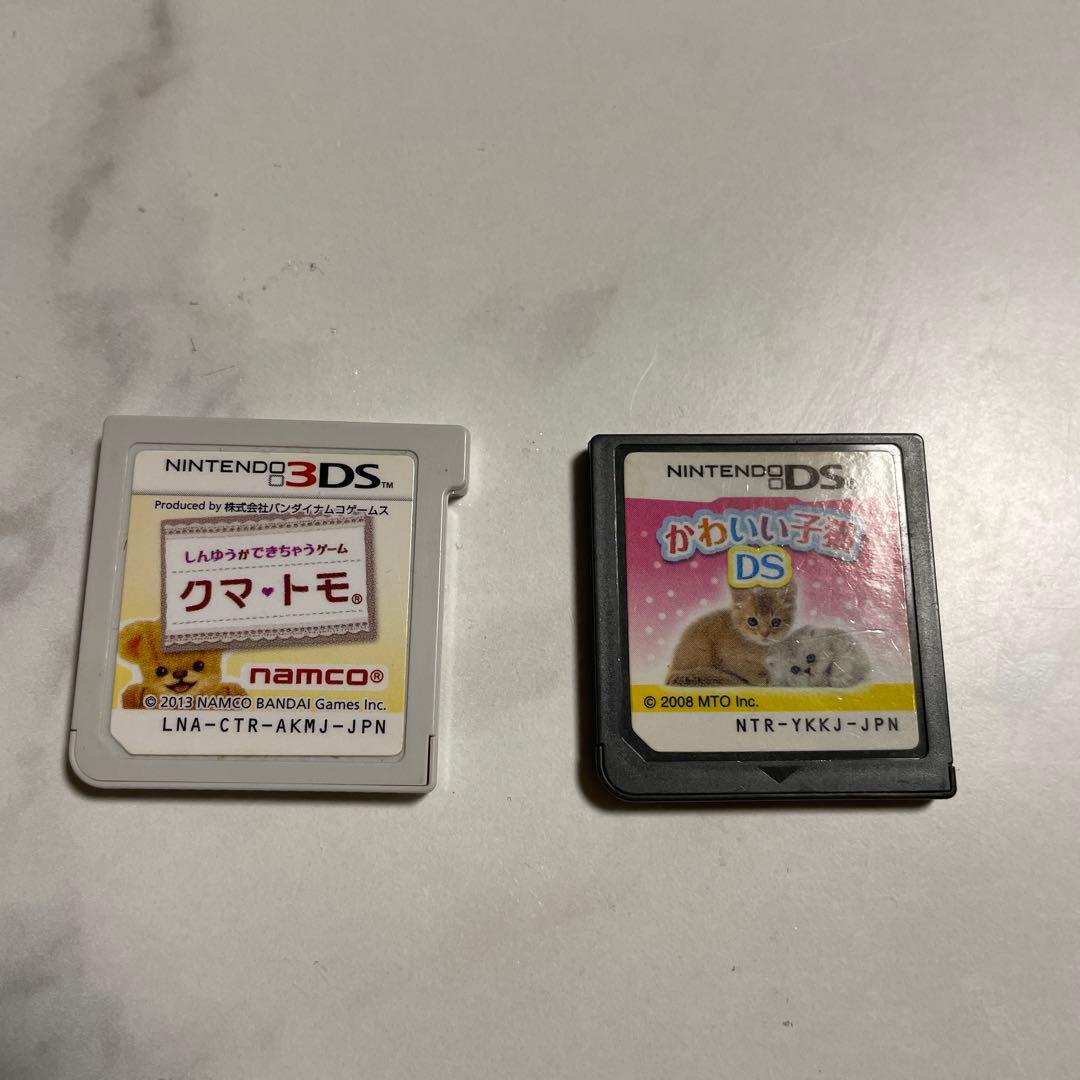 NINTENDO 3DS™
Produced by 株式会社バンダイナムコゲームス
しんゆうができちゃうゲーム
クマ♥トモ®
namco®
© 2013 NAMCO BANDAI Games Inc.
LNA-CTR-AKMJ-JPN
NINTENDO DS
かわいい子猫
DS
© 2008 MTO Inc.
NTR-YKKJ-JPN